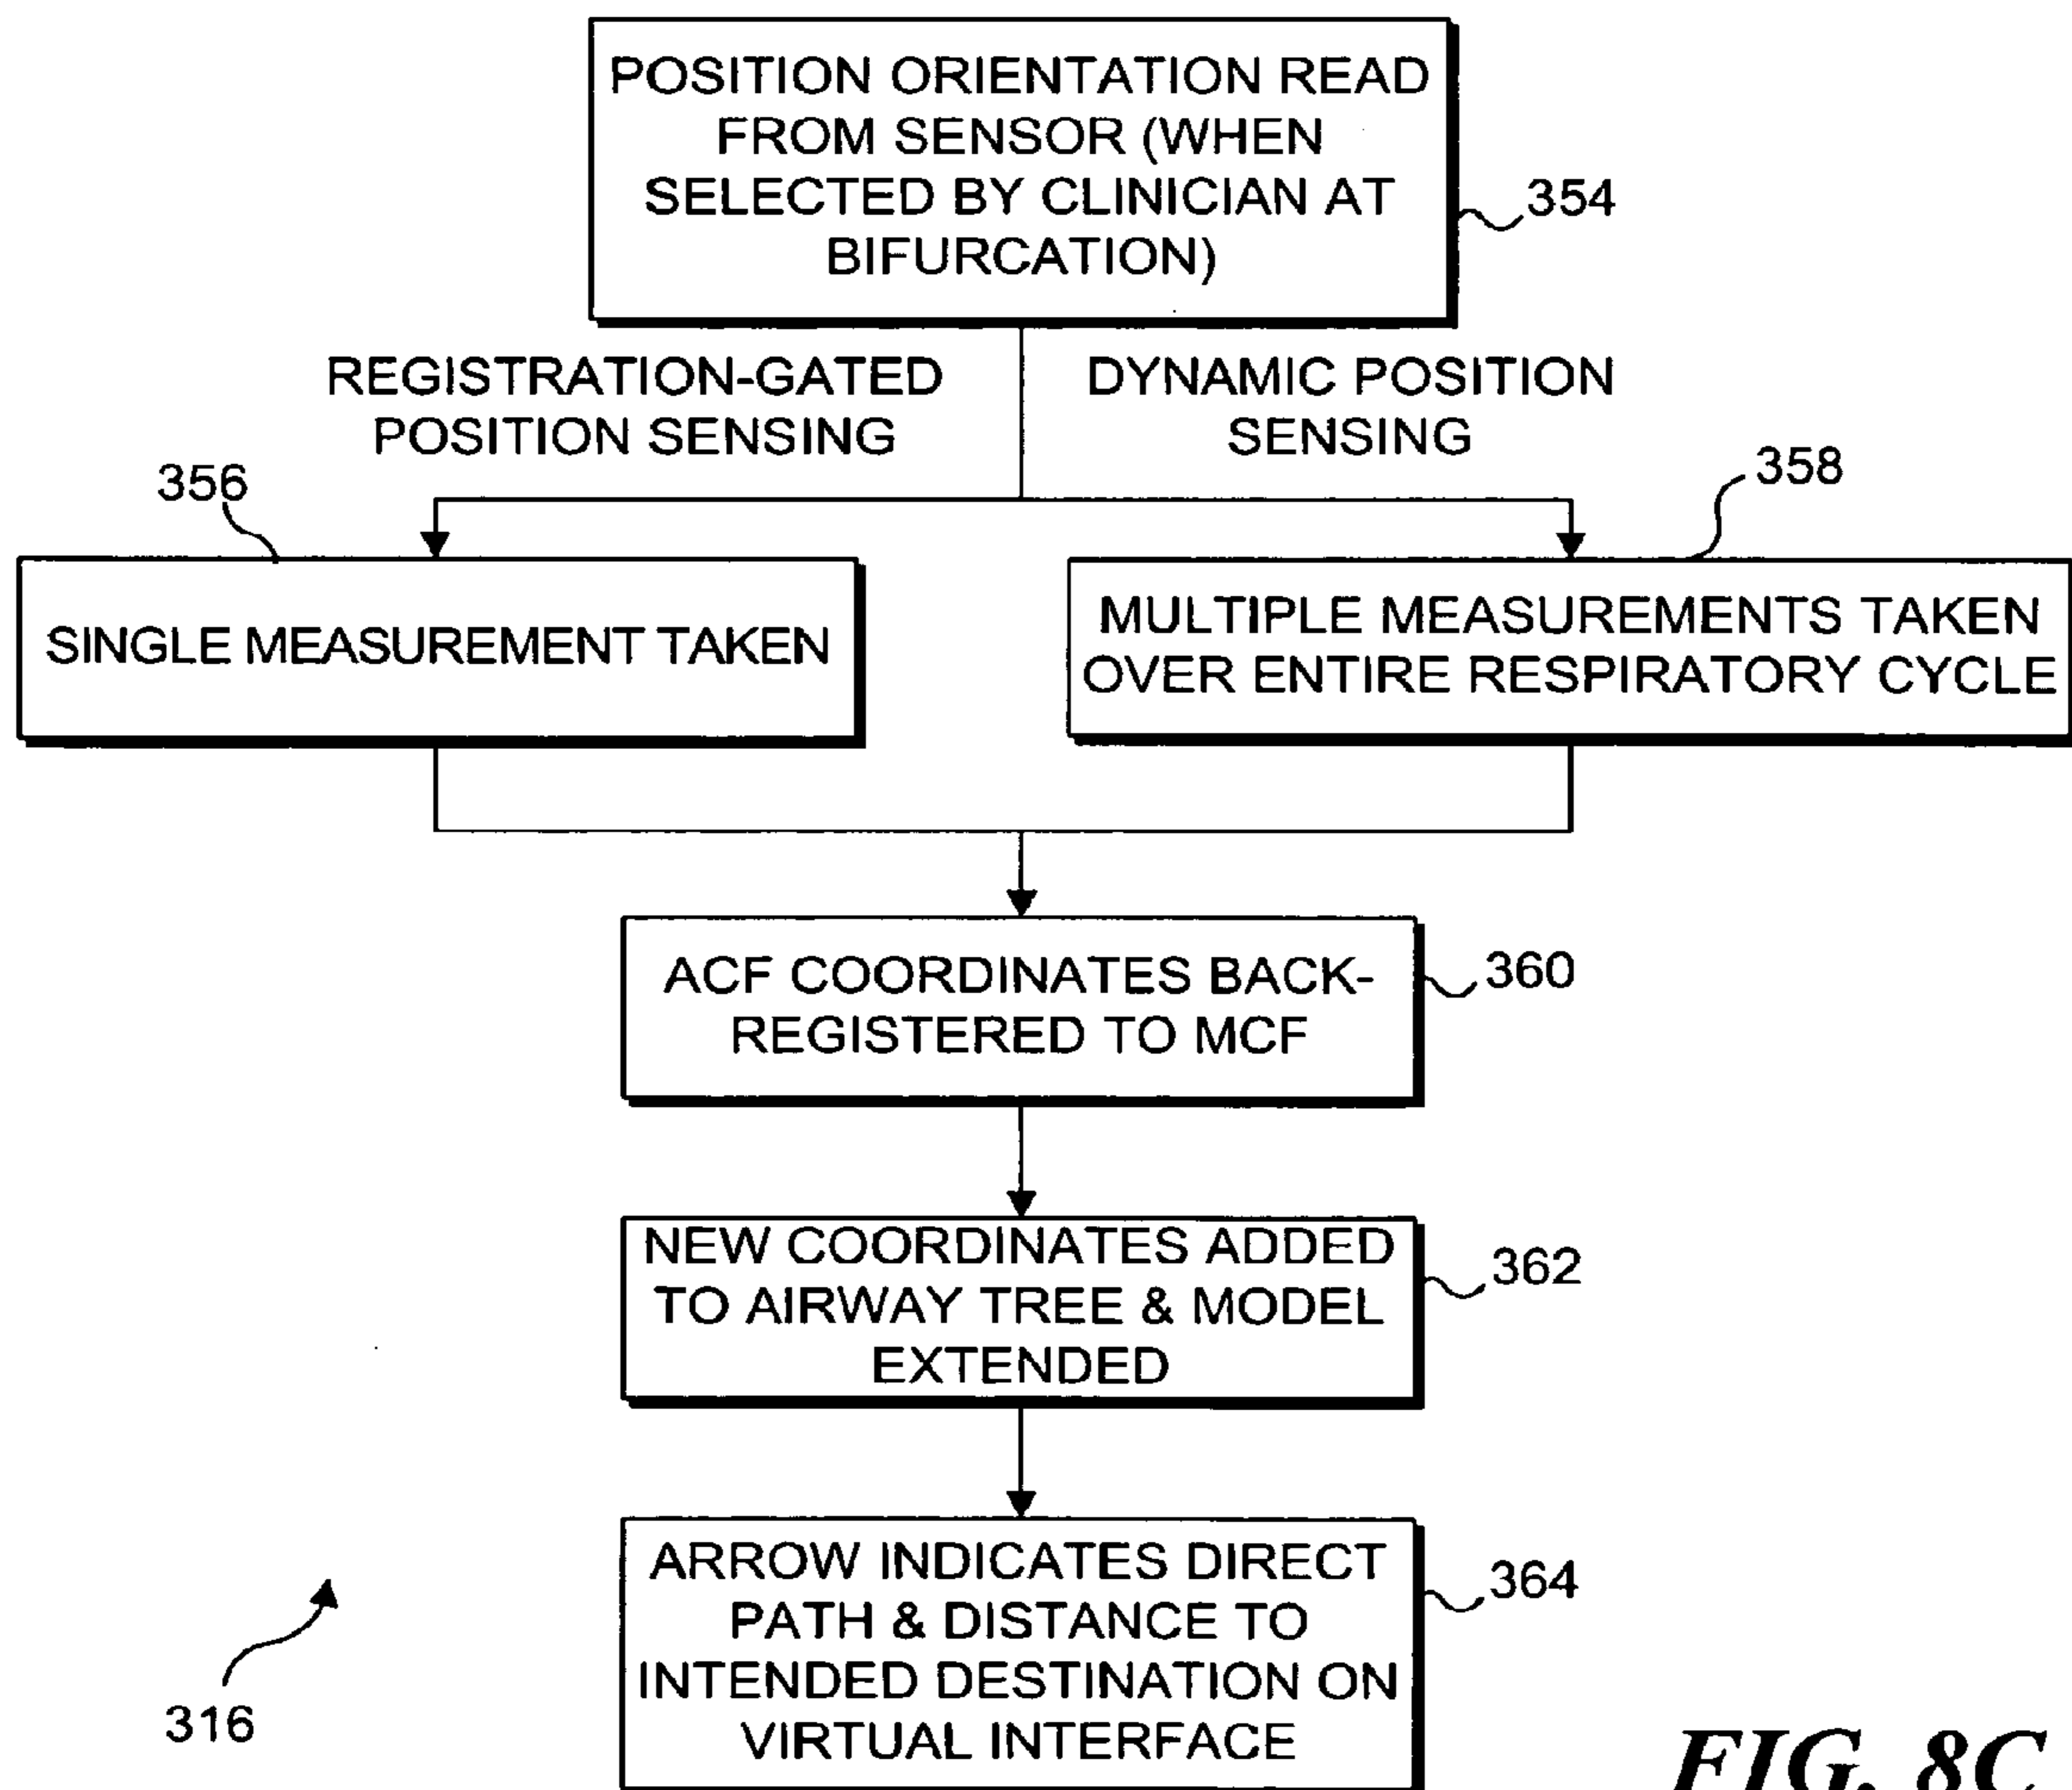 POSITION ORIENTATION READ
FROM SENSOR (WHEN
SELECTED BY CLINICIAN AT
BIFURCATION)
354
REGISTRATION-GATED
POSITION SENSING
DYNAMIC POSITION
SENSING
356
358
SINGLE MEASUREMENT TAKEN
MULTIPLE MEASUREMENTS TAKEN
OVER ENTIRE RESPIRATORY CYCLE
ACF COORDINATES BACK-
REGISTERED TO MCF
360
NEW COORDINATES ADDED
TO AIRWAY TREE & MODEL
EXTENDED
362
ARROW INDICATES DIRECT
PATH & DISTANCE TO
INTENDED DESTINATION ON
VIRTUAL INTERFACE
364
316
FIG. 8C